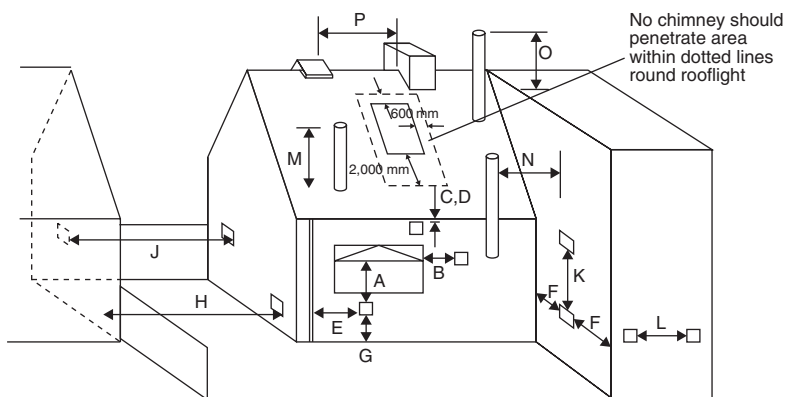 P
O
No chimney should
penetrate area
within dotted lines
round rooflight
600 mm
M
2,000 mm
N
C,D
J
B
A
K
H
F
E
F
L
G